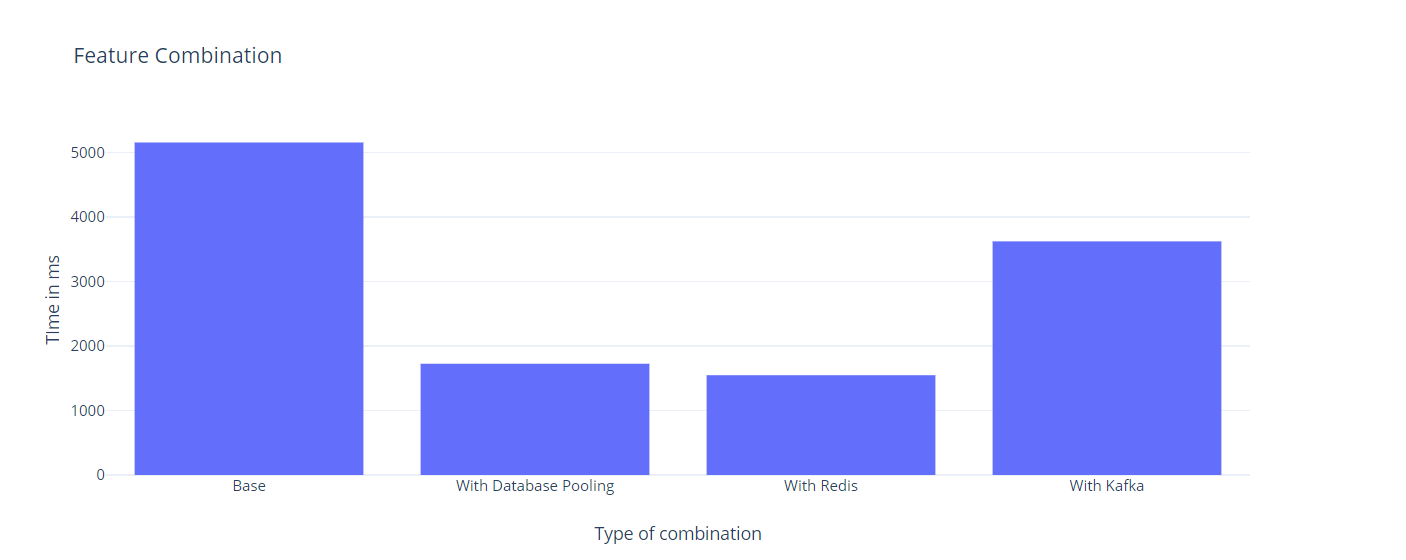 Feature Combination
5000
4000
3000
2000
1000
0
TIme in ms
Base
With Database Pooling
With Redis
With Kafka
Type of combination